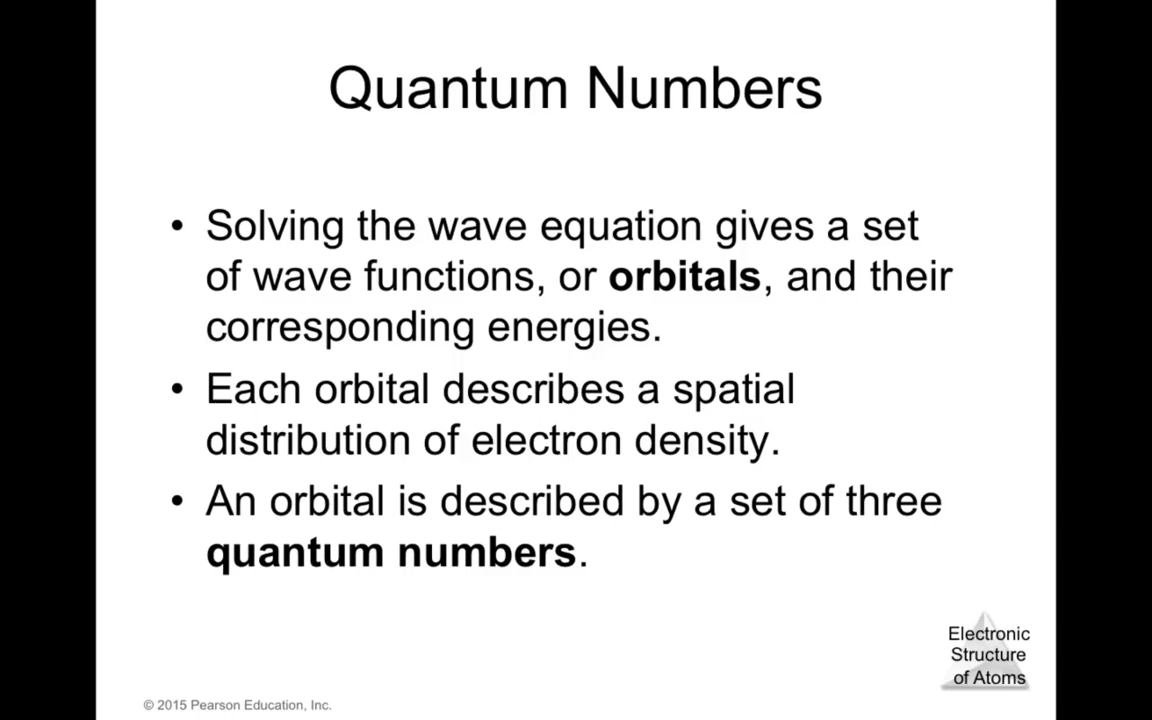 Quantum Numbers
• Solving the wave equation gives a set
of wave functions, or orbitals, and their
corresponding energies.
• Each orbital describes a spatial
distribution of electron density.
• An orbital is described by a set of three
quantum numbers.
Electronic
Structure
of Atoms
© 2015 Pearson Education, Inc.